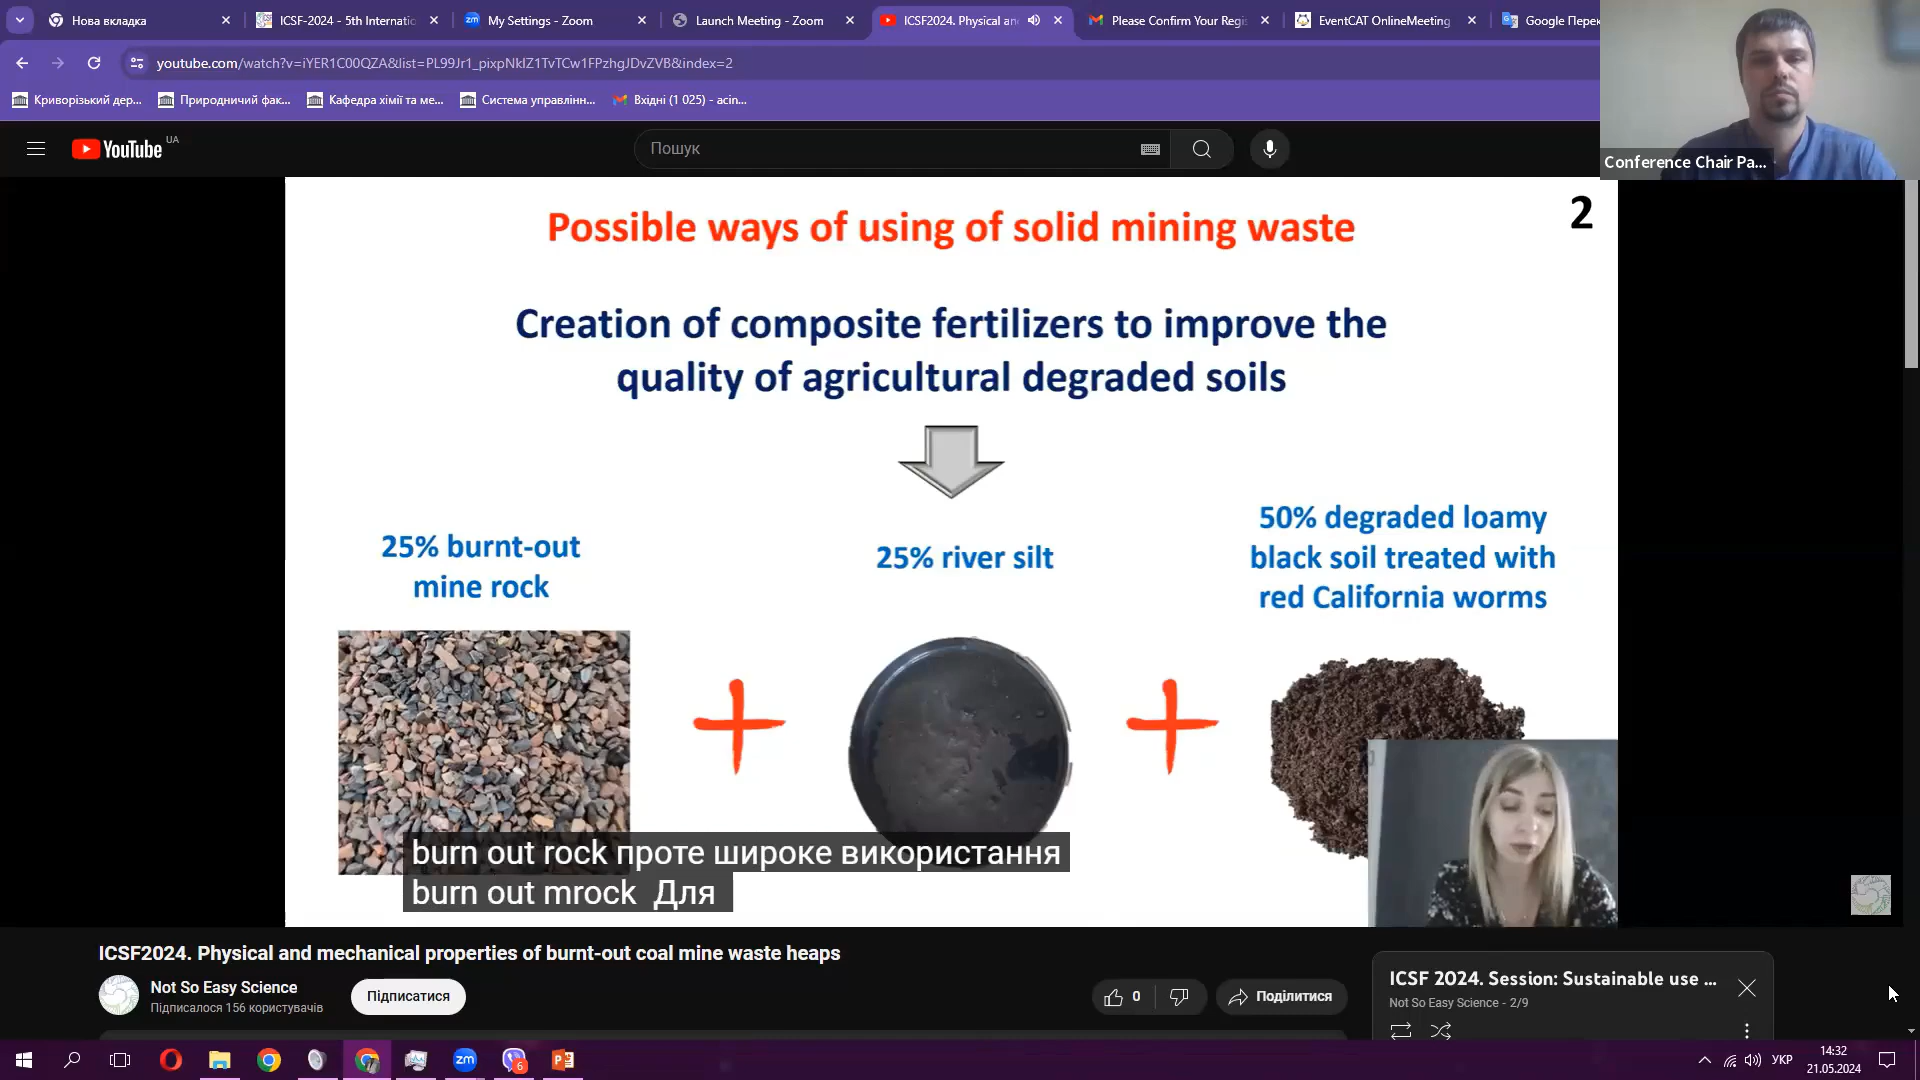 Нова вкладка
ICSF-2024 - 5th Internatio
My Settings - Zoom
Launch Meeting - Zoom
ICSF2024. Physical an
Please Confirm Your Regis
EventCAT OnlineMeeting
Google Перек
youtube.com/watch?v=iYER1C00QZA&list=PL99Jr1_pixpNkIZ1TvTCw1FPzhgJDvZVB&index=2
Криворізький дер...
Природничий фак...
Кафедра хімії та ме...
Система управлінн...
Вхідні (1 025) - acin...
Conference Chair Pa...
YouTube UA
Пошук
Possible ways of using of solid mining waste
2
Creation of composite fertilizers to improve the
quality of agricultural degraded soils
25% burnt-out
mine rock
25% river silt
50% degraded loamy
black soil treated with
red California worms
burn out rock проте широке використання
burn out mrock Для
ICSF2024. Physical and mechanical properties of burnt-out coal mine waste heaps
Not So Easy Science
Підписалося 156 користувачів
Підписатися
0
Поділитися
ICSF 2024. Session: Sustainable use ...
Not So Easy Science - 2/9
zm
6
УКР
14:32
21.05.2024